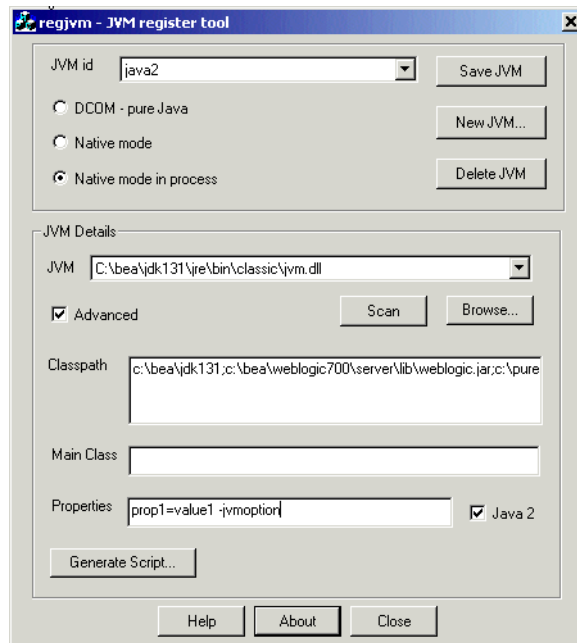 regjvm - JVM register tool
JVM id java2 Save JVM
DCOM - pure Java
New JVM...
Native mode
Native mode in process Delete JVM
JVM Details
JVM C:\bea\jdk131\jre\bin\classic\jvm.dll
Advanced Scan Browse...
Classpath c:\bea\jdk131;c:\bea\weblogic700\server\lib\weblogic.jar;c:\pure
Main Class
Properties prop1=value1 -jvmoption Java 2
Generate Script...
Help About Close